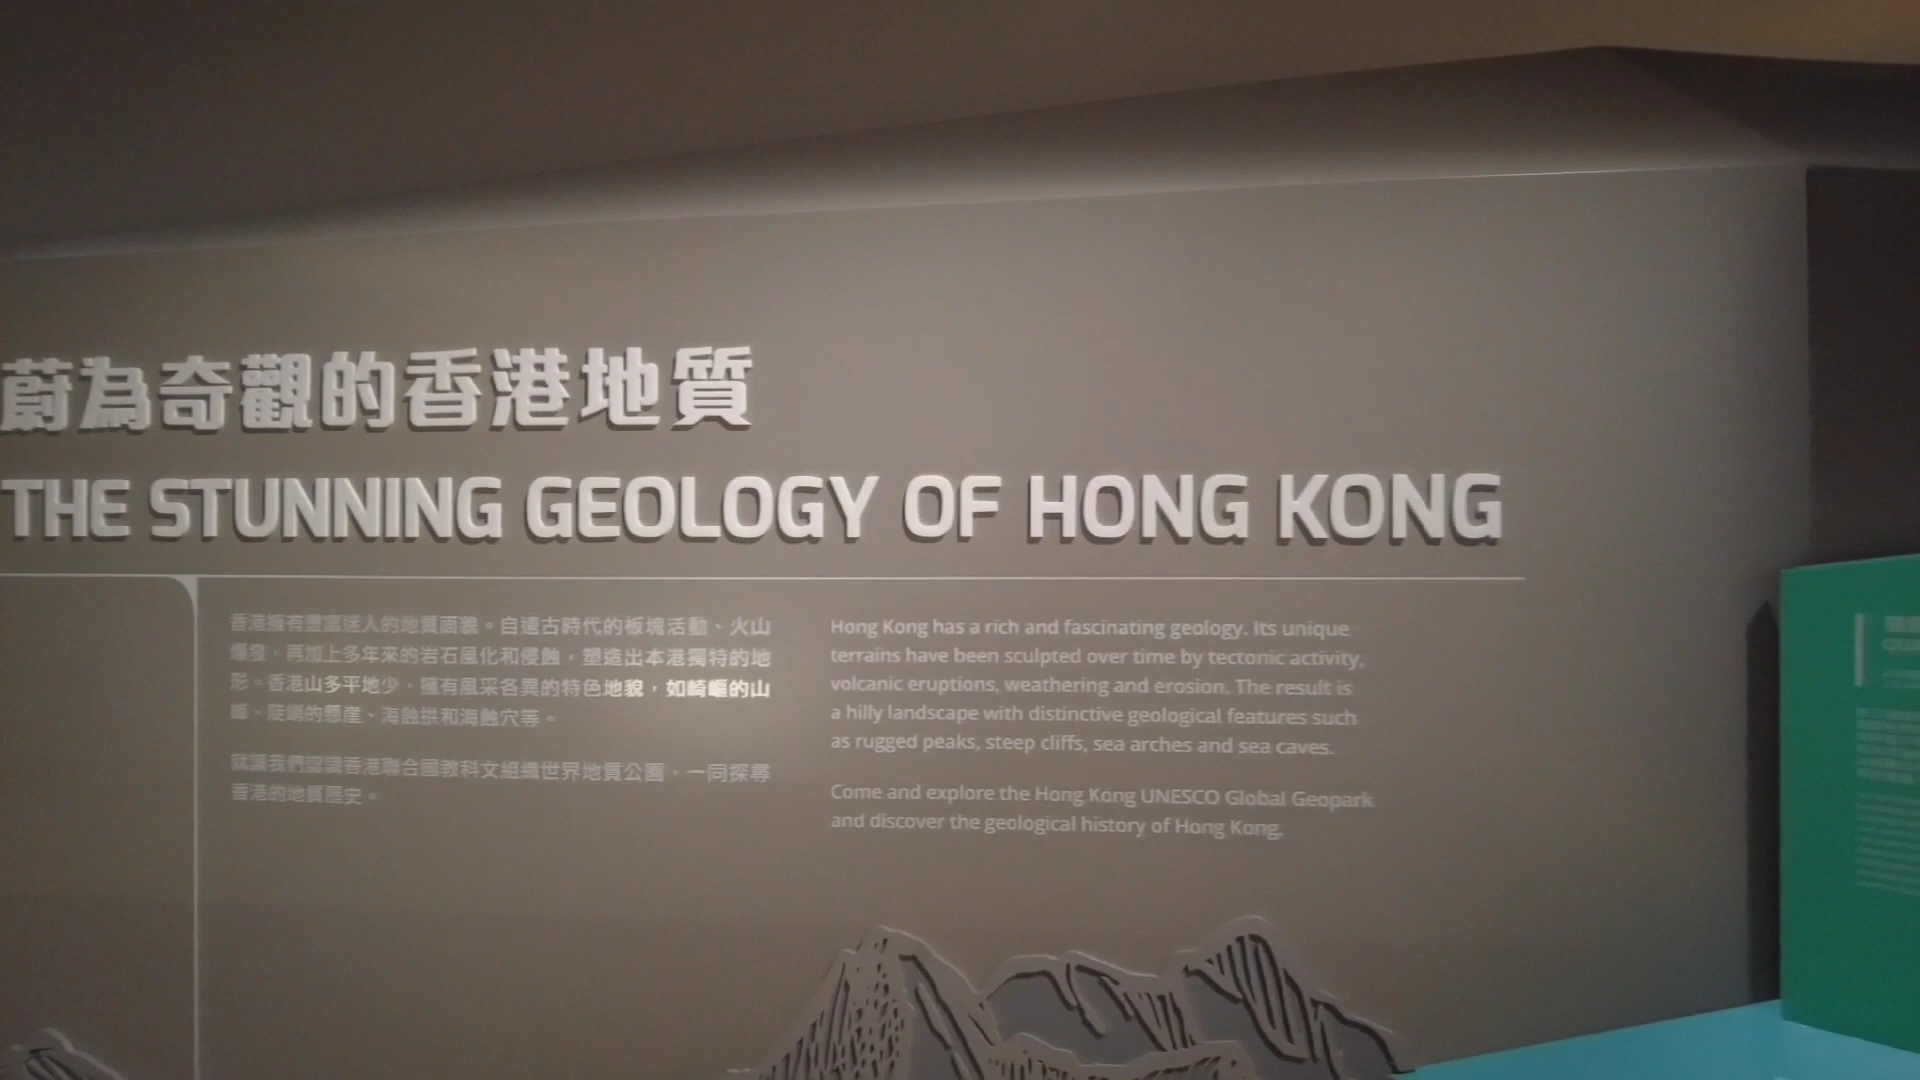 蔚為奇觀的香港地質
THE STUNNING GEOLOGY OF HONG KONG
香港擁有豐富迷人的地質面貌。自遠古時代的板塊活動、火山
爆發，再加上多年來的岩石風化和侵蝕，塑造出本港獨特的地
形。香港山多平地少，擁有風采各異的特色地貌，如崎嶇的山
峰、陡峭的懸崖、海蝕拱和海蝕穴等。
就讓我們認識香港聯合國教科文組織世界地質公園，一同探尋
香港的地質歷史。
Hong Kong has a rich and fascinating geology. Its unique
terrains have been sculpted over time by tectonic activity,
volcanic eruptions, weathering and erosion. The result is
a hilly landscape with distinctive geological features such
as rugged peaks, steep cliffs, sea arches and sea caves.
Come and explore the Hong Kong UNESCO Global Geopark
and discover the geological history of Hong Kong.